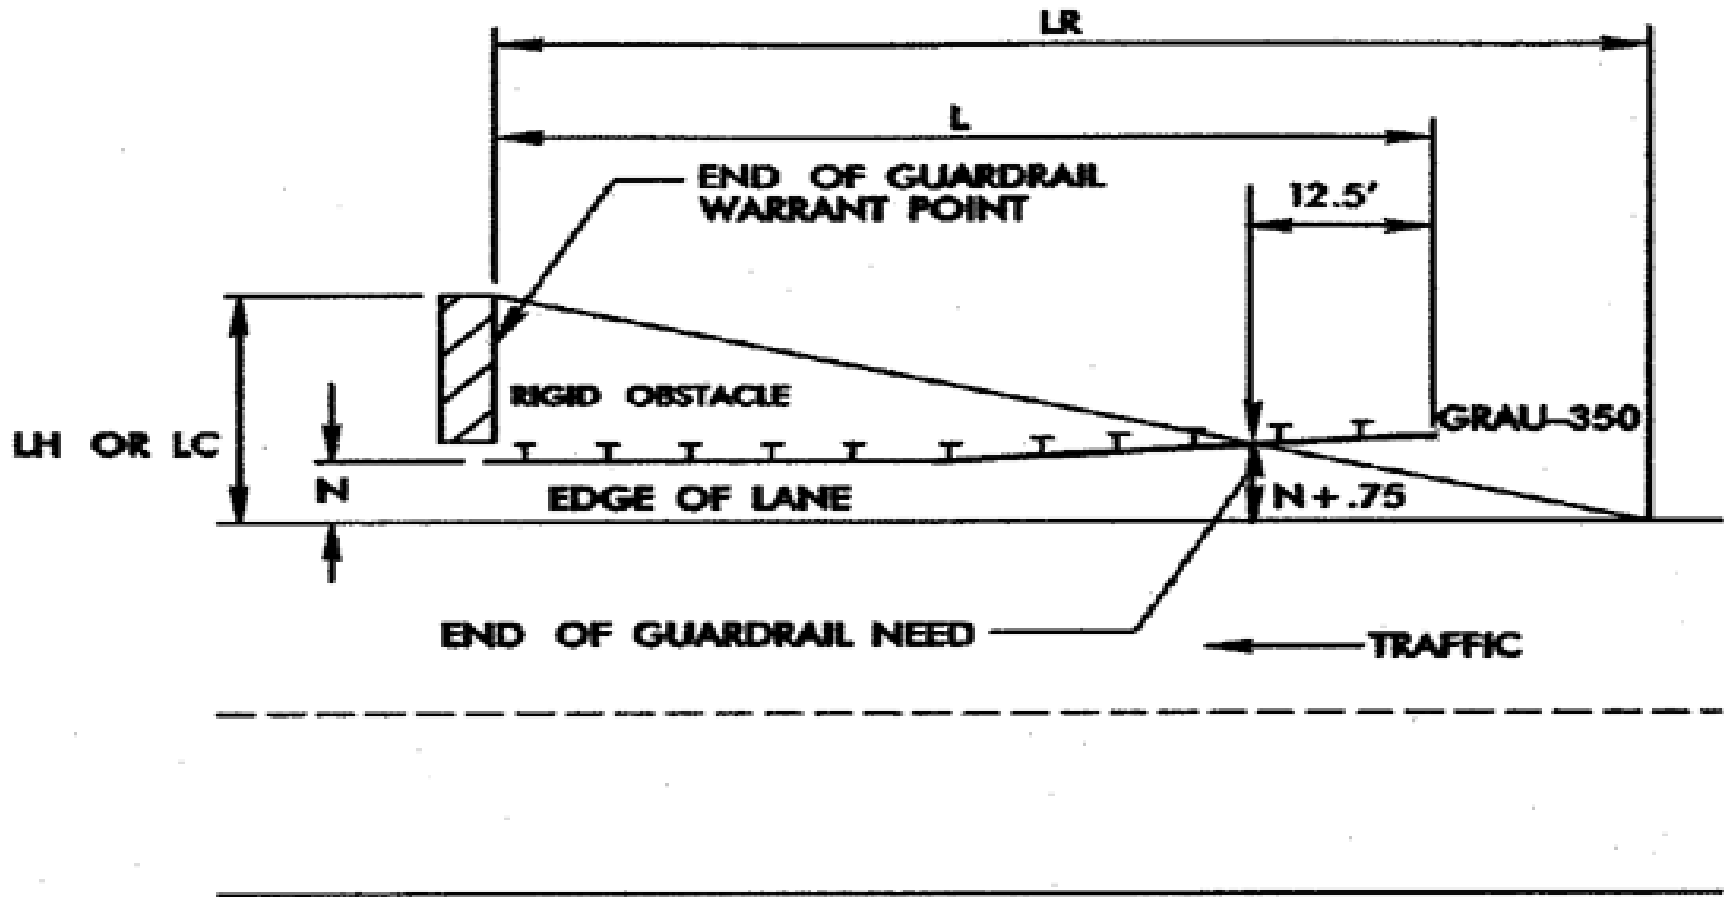 LR
L
END OF GUARDRAIL
WARRANT POINT
12.5'
RIGID OBSTACLE
GRAU-350
LH OR LC
N
EDGE OF LANE
N + .75
END OF GUARDRAIL NEED
TRAFFIC